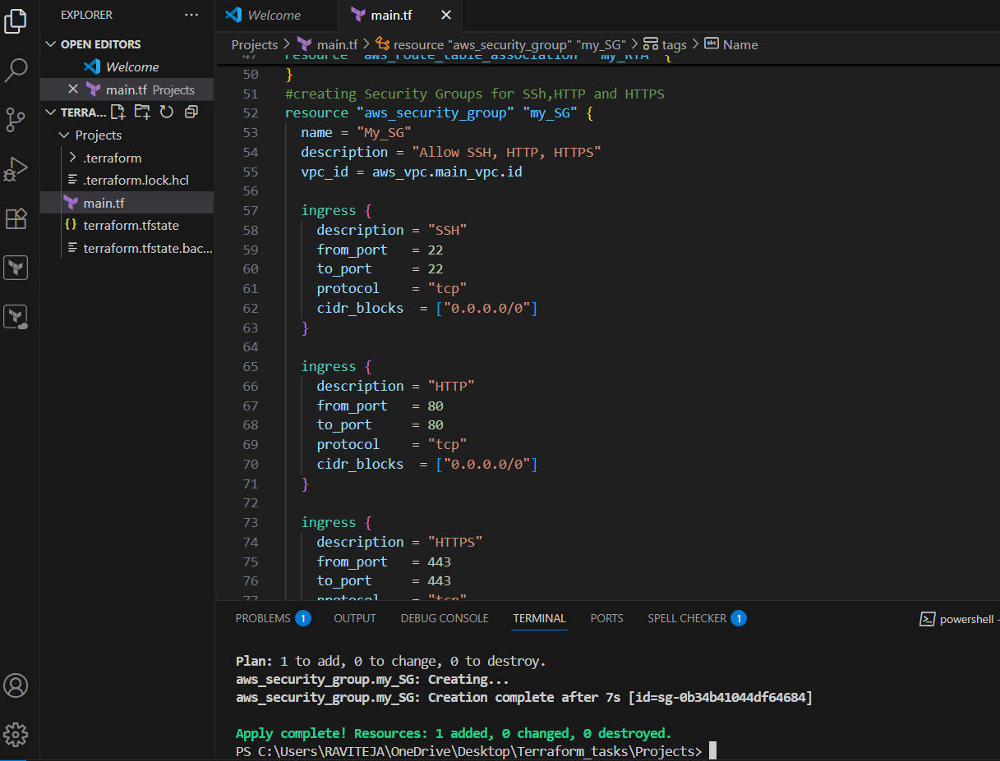 EXPLORER ...
OPEN EDITORS
Welcome
main.tf Projects
TERRA...
Projects
.terraform
.terraform.lock.hcl
main.tf
terraform.tfstate
terraform.tfstate.bac...
Welcome
main.tf
Projects > main.tf > resource "aws_security_group" "my_SG" > tags > Name
47 resource "aws_route_table_association" "my_RTA" {
50 }
51 #creating Security Groups for SSh,HTTP and HTTPS
52 resource "aws_security_group" "my_SG" {
53 name = "My_SG"
54 description = "Allow SSH, HTTP, HTTPS"
55 vpc_id = aws_vpc.main_vpc.id
56
57 ingress {
58 description = "SSH"
59 from_port = 22
60 to_port = 22
61 protocol = "tcp"
62 cidr_blocks = ["0.0.0.0/0"]
63 }
64
65 ingress {
66 description = "HTTP"
67 from_port = 80
68 to_port = 80
69 protocol = "tcp"
70 cidr_blocks = ["0.0.0.0/0"]
71 }
72
73 ingress {
74 description = "HTTPS"
75 from_port = 443
76 to_port = 443
77 protocol = "tcp"
PROBLEMS 1 OUTPUT DEBUG CONSOLE TERMINAL PORTS SPELL CHECKER 1 powershell -
Plan: 1 to add, 0 to change, 0 to destroy.
aws_security_group.my_SG: Creating...
aws_security_group.my_SG: Creation complete after 7s [id=sg-0b34b41044df64684]
Apply complete! Resources: 1 added, 0 changed, 0 destroyed.
PS C:\Users\RAVITEJA\OneDrive\Desktop\Terraform_tasks\Projects>